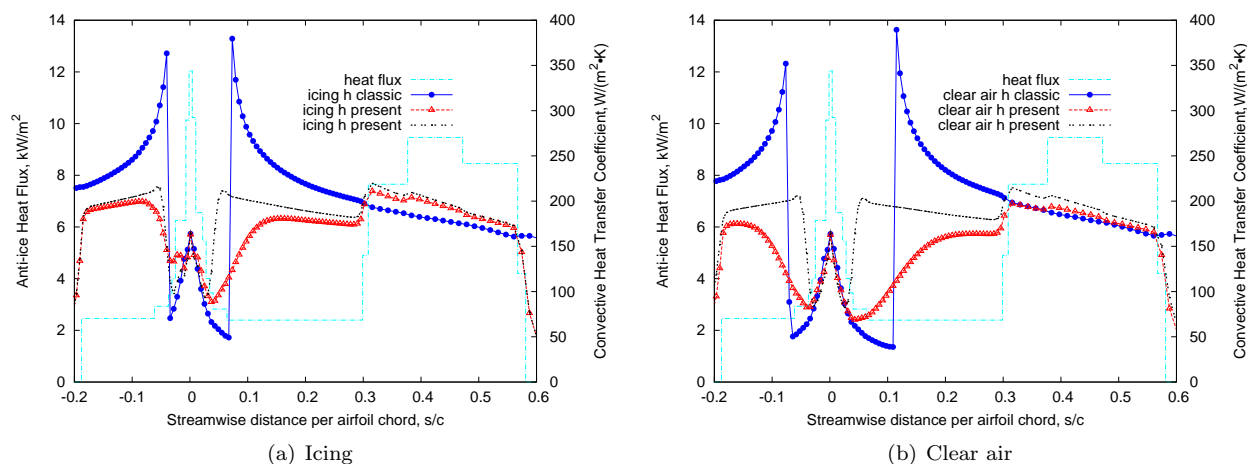 14
12
10
8
6
4
2
0
Anti-ice Heat Flux, kW/m²
400
350
300
250
200
150
100
50
0
Convective Heat Transfer Coefficient, W/(m²•K)
heat flux
icing h classic
icing h present
icing h present
-0.2 -0.1 0 0.1 0.2 0.3 0.4 0.5 0.6
Streamwise distance per airfoil chord, s/c
(a) Icing
14
12
10
8
6
4
2
0
Anti-ice Heat Flux, kW/m²
400
350
300
250
200
150
100
50
0
Convective Heat Transfer Coefficient, W/(m²•K)
heat flux
clear air h classic
clear air h present
clear air h present
-0.2 -0.1 0 0.1 0.2 0.3 0.4 0.5 0.6
Streamwise distance per airfoil chord, s/c
(b) Clear air